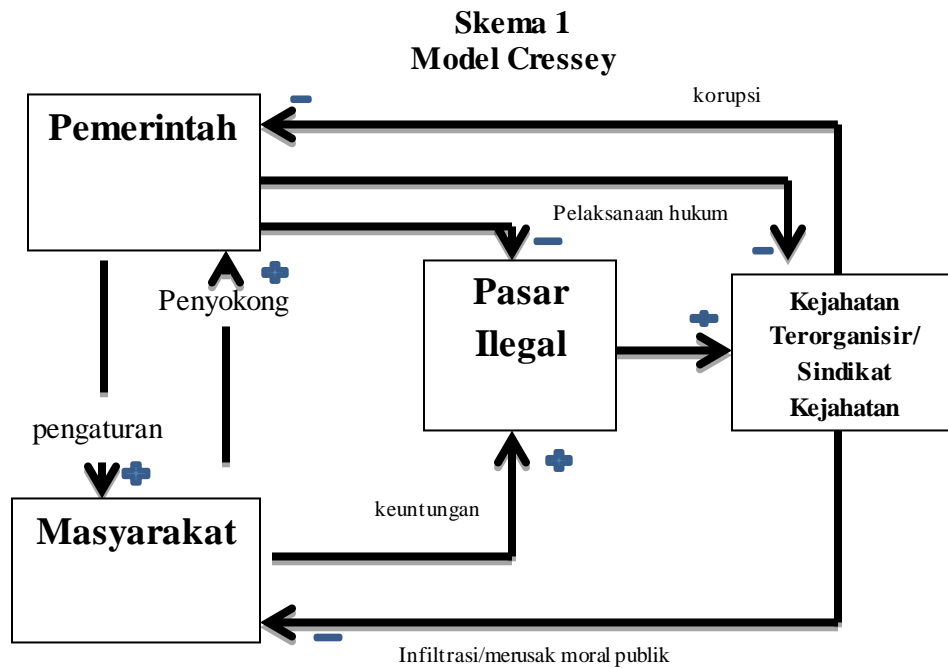 Skema 1
Model Cressey
korupsi
Pemerintah
Pelaksanaan hukum
Penyokong
Pasar
Ilegal
Kejahatan
Terorganisir/
Sindikat
Kejahatan
pengaturan
keuntungan
Masyarakat
Infiltrasi/merusak moral publik